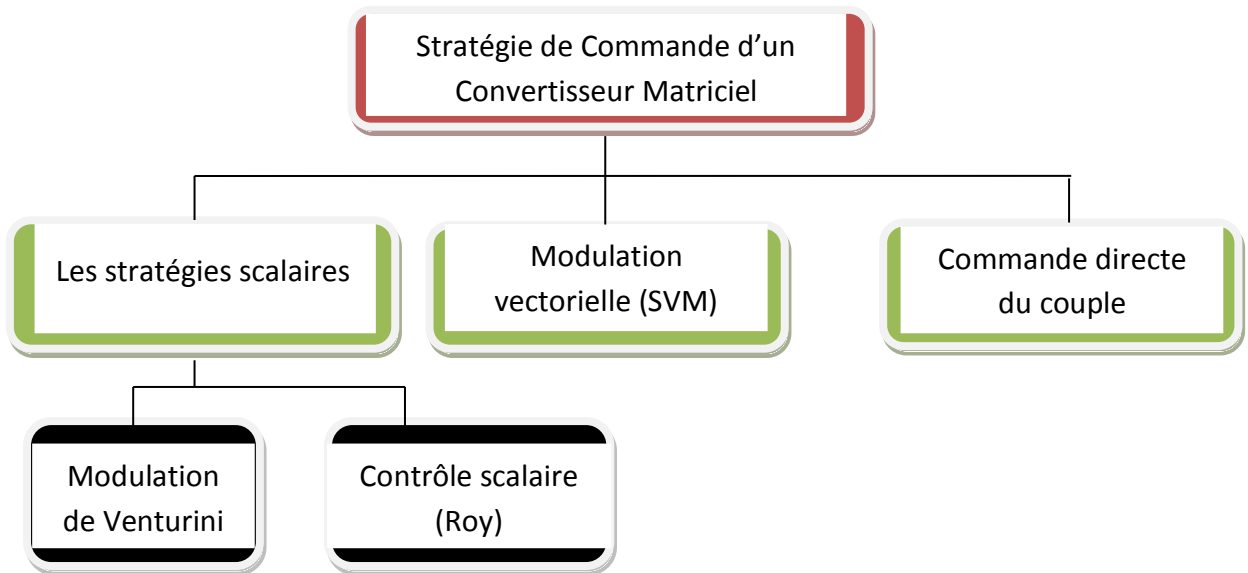 Stratégie de Commande d’un
Convertisseur Matriciel
Les stratégies scalaires
Modulation
vectorielle (SVM)
Commande directe
du couple
Modulation
de Venturini
Contrôle scalaire
(Roy)